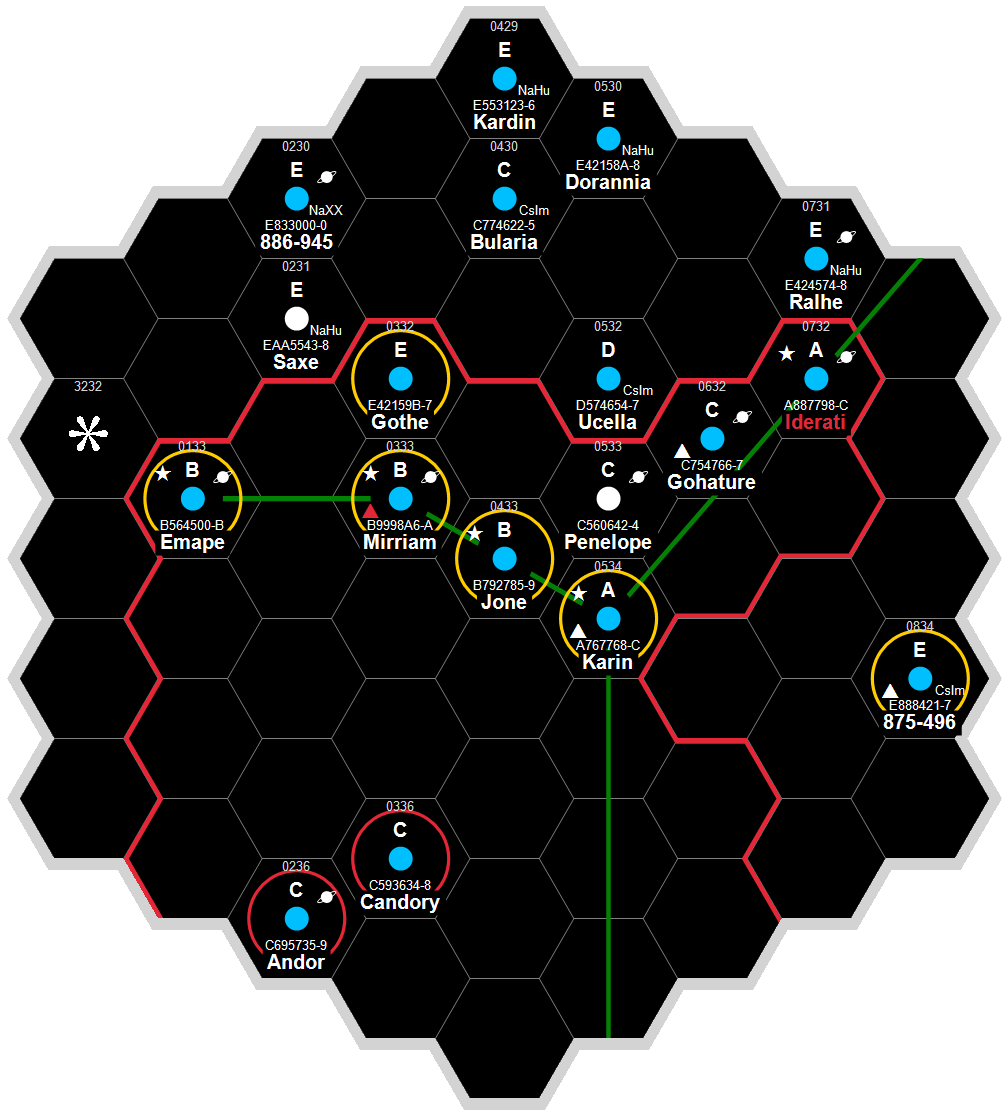 0429
E
NaHu
E553123-6
Kardin
0530
E
NaHu
E42158A-8
Dorannia
0230
E
NaXX
E833000-0
886-945
0430
C
CsIm
C774622-5
Bularia
0731
E
NaHu
E424574-8
Ralhe
0231
E
NaHu
EAA5543-8
Saxe
0332
E
E42159B-7
Gothe
0532
D
CsIm
D574654-7
Ucella
0732
A
A887798-C
Iderati
3232
0632
C
C754766-7
Gohature
0133
B
B564500-B
Emape
0333
B
B9998A6-A
Mirriam
0533
C
C560642-4
Penelope
0433
B
B792785-9
Jone
0534
A
A767768-C
Karin
0834
E
CsIm
E888421-7
875-496
0336
C
C593634-8
Candory
0236
C
C695735-9
Andor